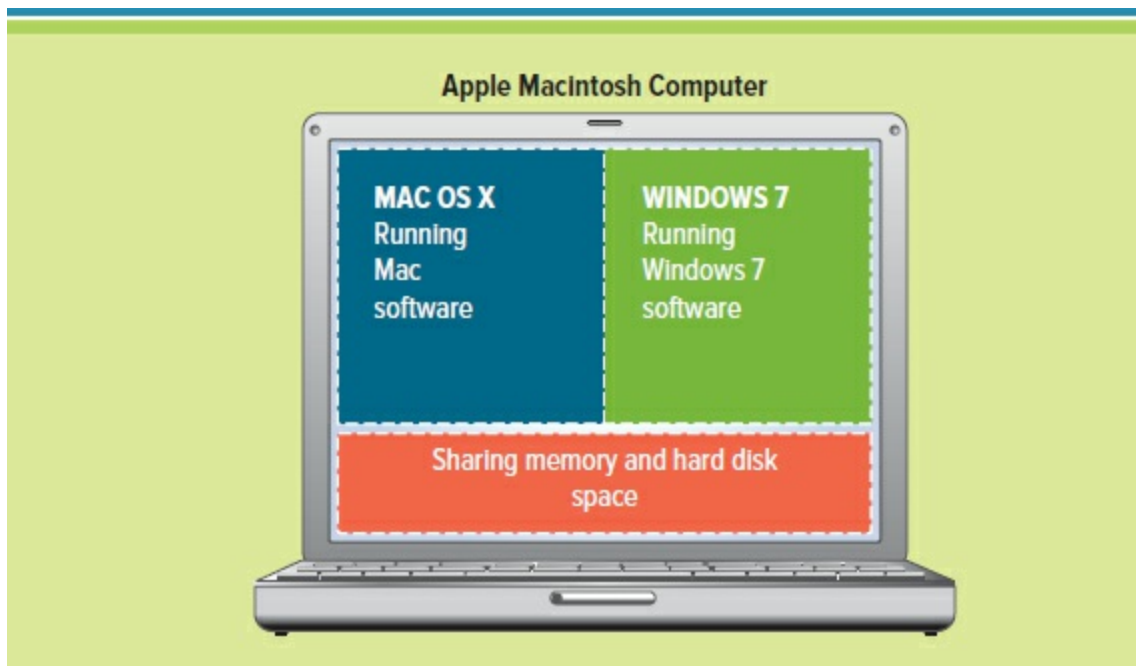 Apple Macintosh Computer
MAC OS X
Running
Mac
software
WINDOWS 7
Running
Windows 7
software
Sharing memory and hard disk
space